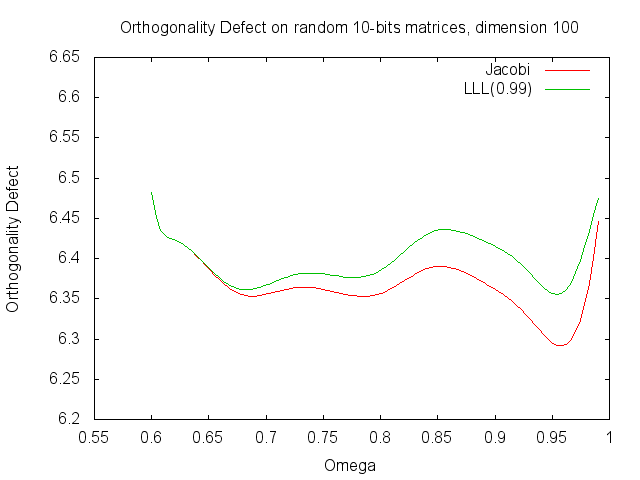 Orthogonality Defect on random 10-bits matrices, dimension 100
Jacobi
LLL(0.99)
Orthogonality Defect
6.65
6.6
6.55
6.5
6.45
6.4
6.35
6.3
6.25
6.2
0.55 0.6 0.65 0.7 0.75 0.8 0.85 0.9 0.95 1
Omega